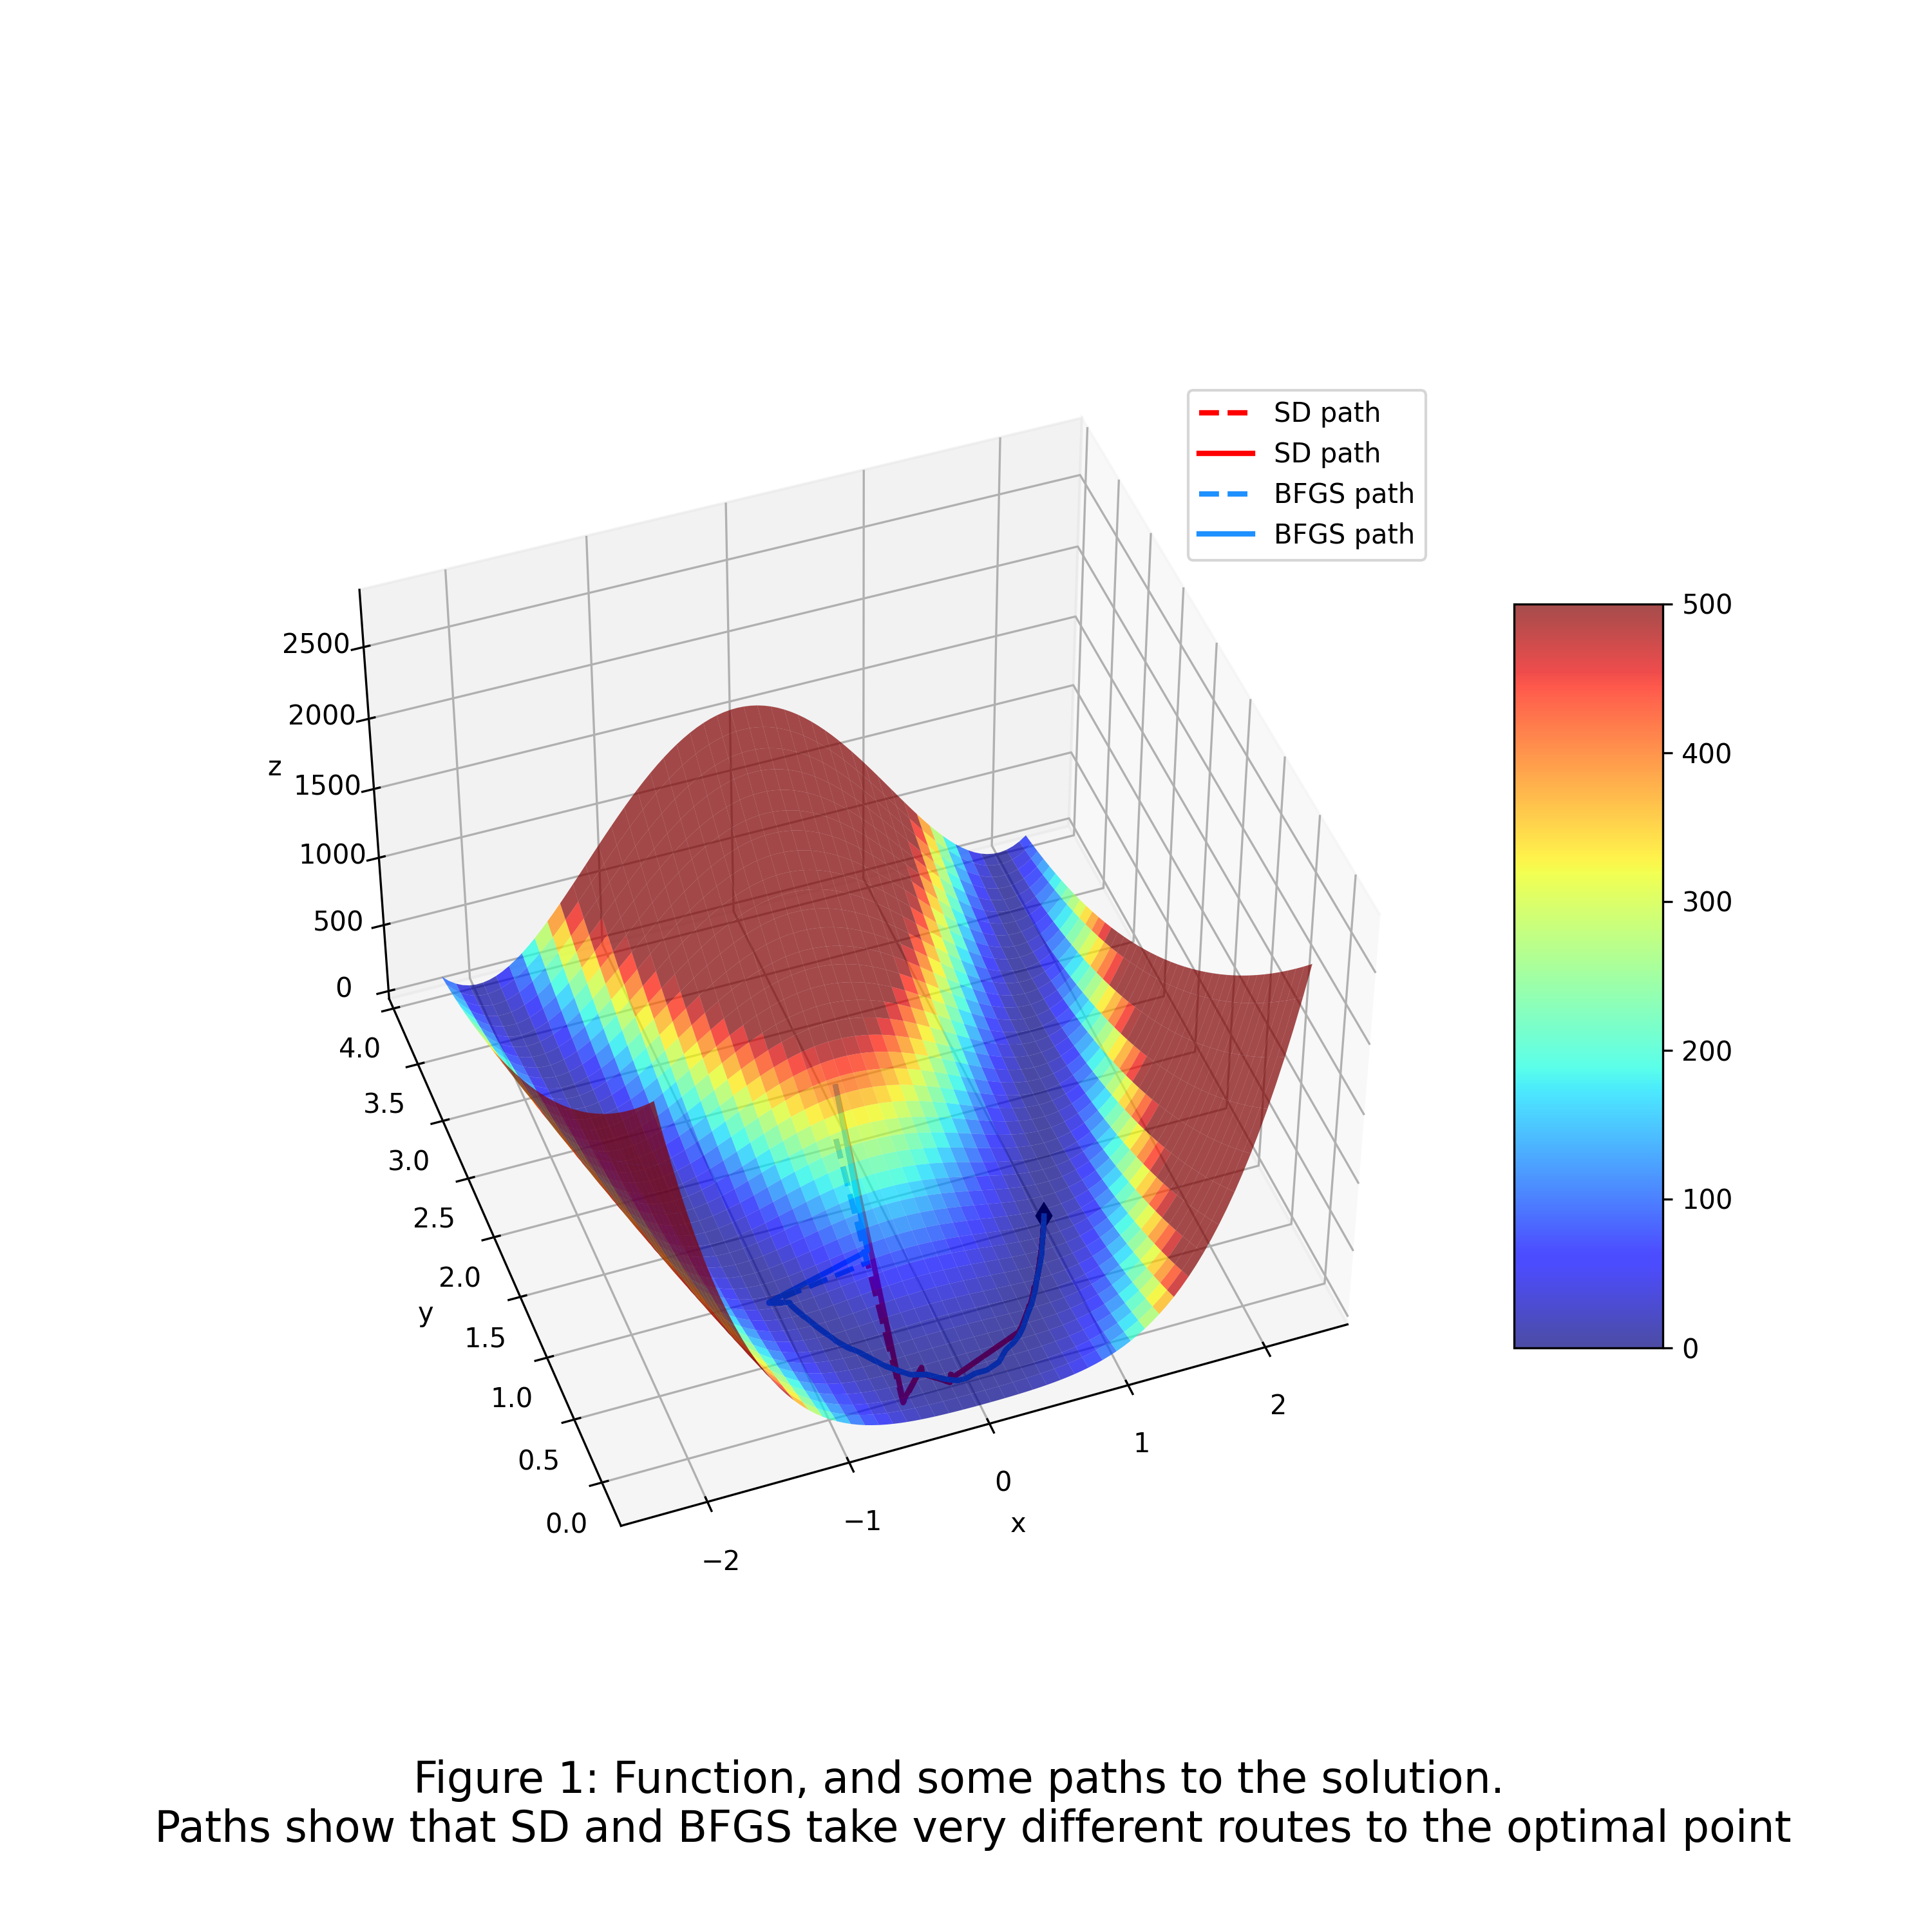 SD path
SD path
BFGS path
BFGS path
2500
2000
1500
1000
500
0
z
4.0
3.5
3.0
2.5
2.0
1.5
1.0
0.5
0.0
y
−2
−1
0
1
2
x
500
400
300
200
100
0
Figure 1: Function, and some paths to the solution.
Paths show that SD and BFGS take very different routes to the optimal point